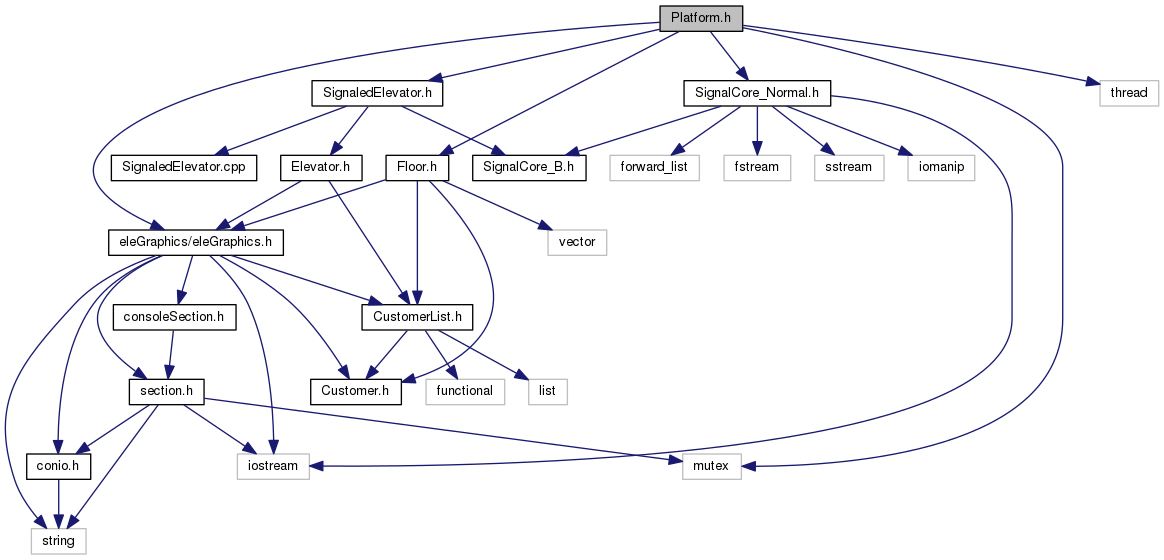 Platform.h
SignaledElevator.h
SignalCore_Normal.h
thread
SignaledElevator.cpp
Elevator.h
Floor.h
SignalCore_B.h
forward_list
fstream
sstream
iomanip
eleGraphics/eleGraphics.h
vector
consoleSection.h
CustomerList.h
section.h
Customer.h
functional
list
conio.h
iostream
mutex
string